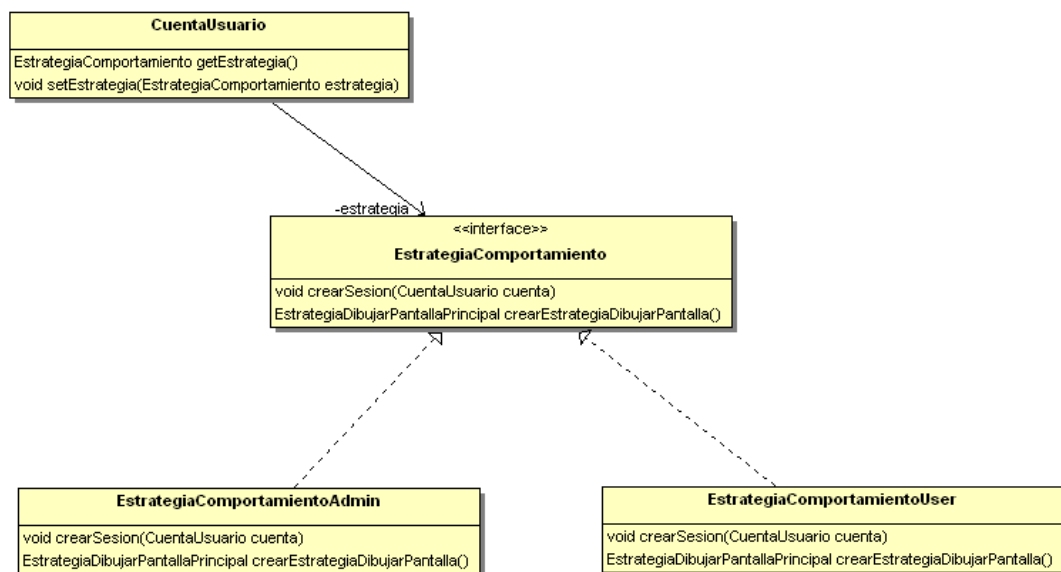 CuentaUsuario
EstrategiaComportamiento getEstrategia()
void setEstrategia(EstrategiaComportamiento estrategia)
-estrategia
<<interface>>
EstrategiaComportamiento
void crearSesion(CuentaUsuario cuenta)
EstrategiaDibujarPantallaPrincipal crearEstrategiaDibujarPantalla()
EstrategiaComportamientoAdmin
void crearSesion(CuentaUsuario cuenta)
EstrategiaDibujarPantallaPrincipal crearEstrategiaDibujarPantalla()
EstrategiaComportamientoUser
void crearSesion(CuentaUsuario cuenta)
EstrategiaDibujarPantallaPrincipal crearEstrategiaDibujarPantalla()